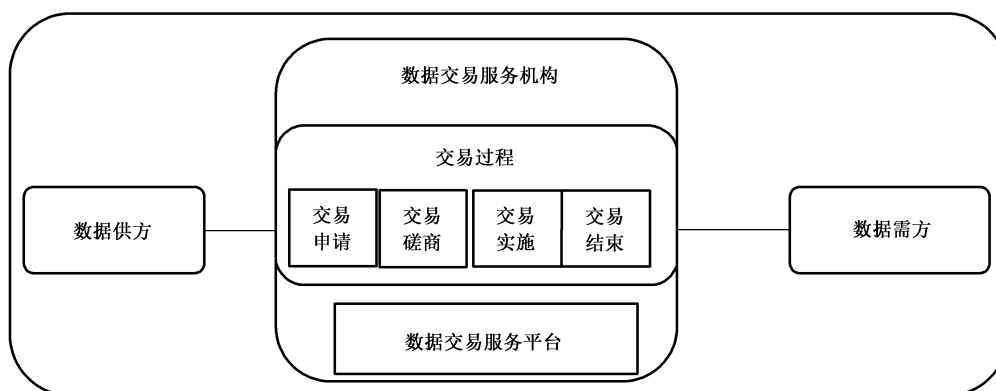 数据交易服务机构
交易过程
数据供方
交易
申请
交易
磋商
交易
实施
交易
结束
数据需方
数据交易服务平台